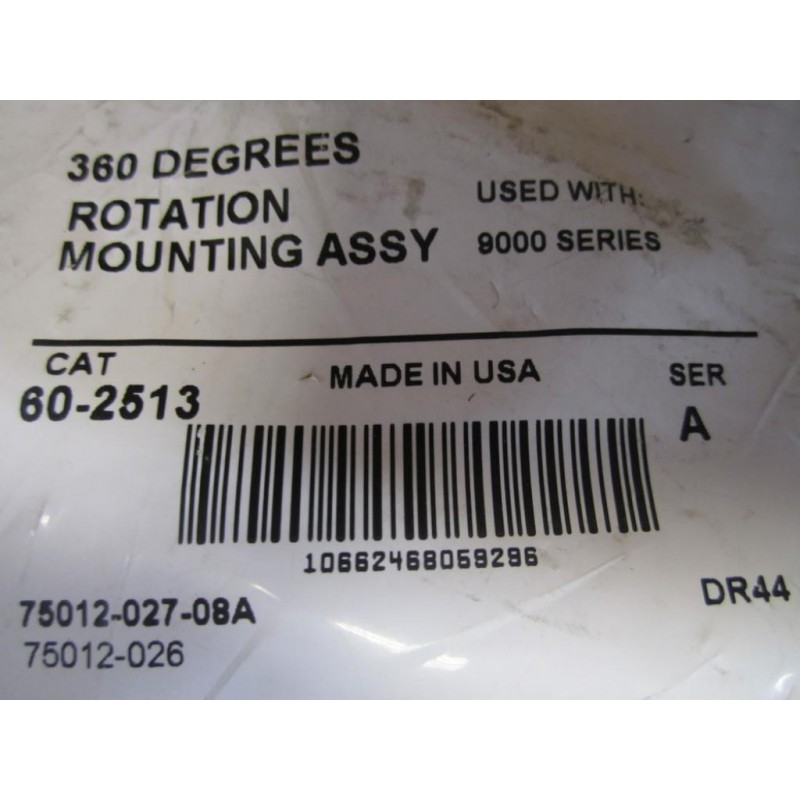 360 DEGREES
ROTATION
MOUNTING ASSY
USED WITH:
9000 SERIES
CAT
60-2513
MADE IN USA
SER
A
10662468059296
75012-027-08A
75012-026
DR44